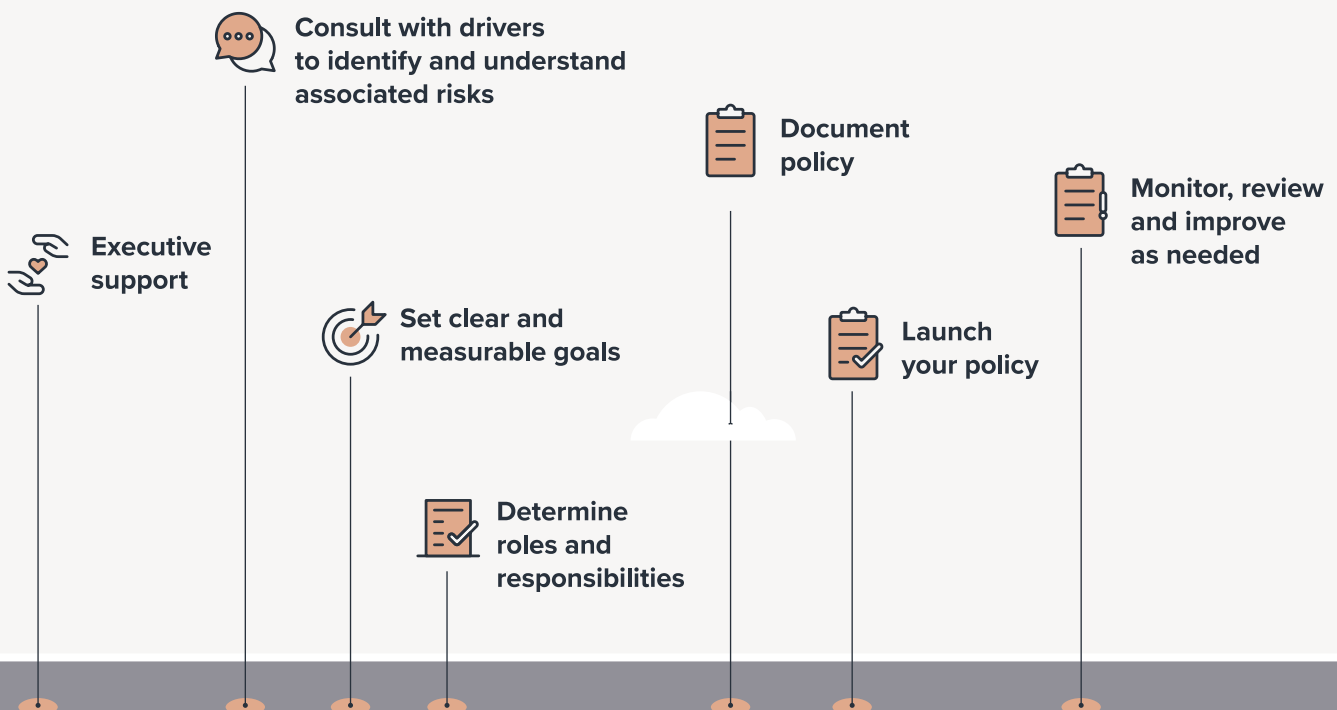 Executive
support
Consult with drivers
to identify and understand
associated risks
Set clear and
measurable goals
Determine
roles and
responsibilities
Document
policy
Launch
your policy
Monitor, review
and improve
as needed